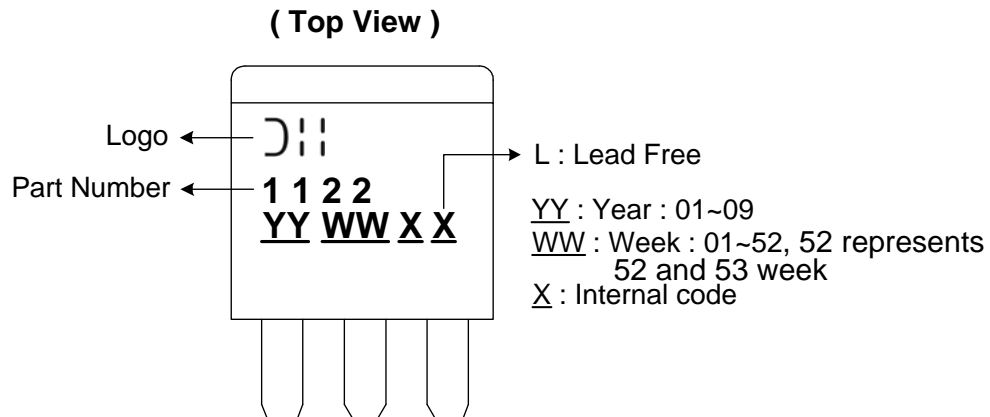 ( Top View )
Logo
Part Number
1 1 2 2
YY WW X X
L : Lead Free
YY : Year : 01~09
WW : Week : 01~52, 52 represents
52 and 53 week
X : Internal code